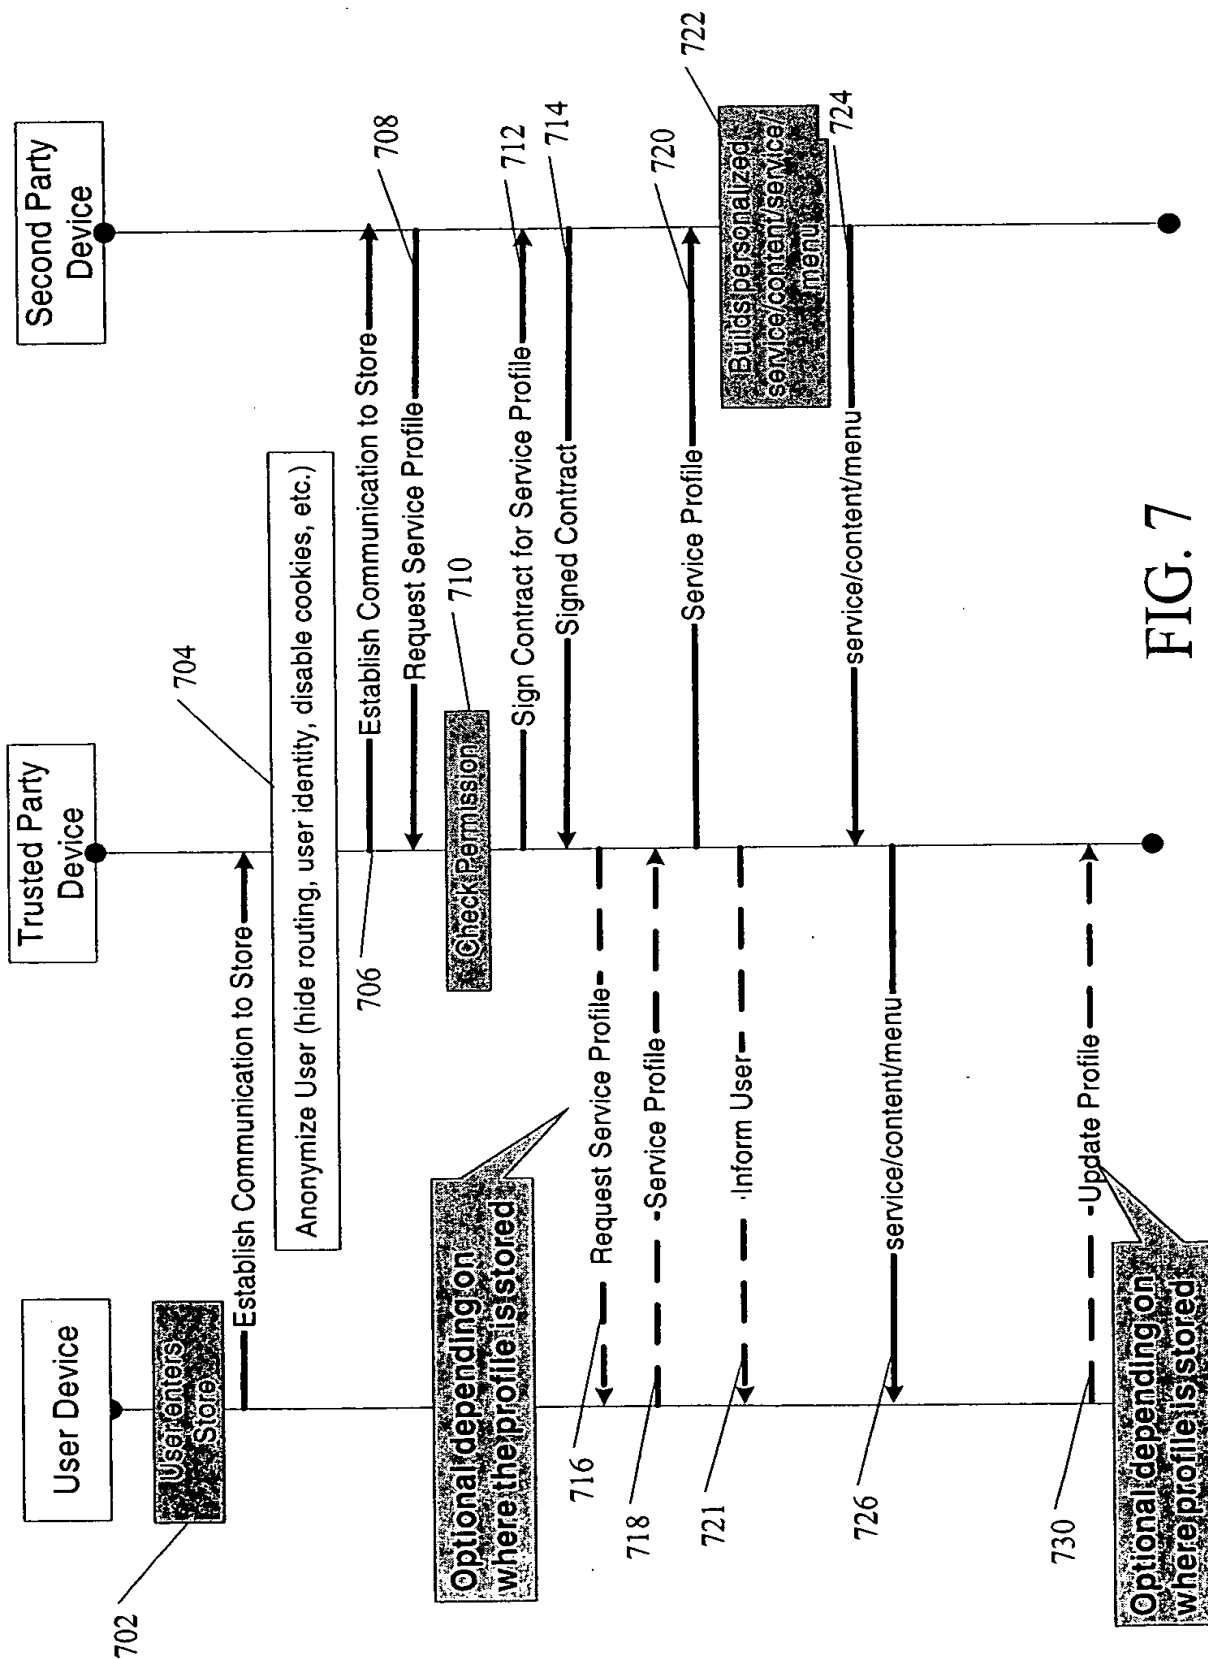 User Device
Trusted Party
Device
Second Party
Device
702
User enters
Store
Establish Communication to Store
704
Anonymize User (hide routing, user identity, disable cookies, etc.)
706
Establish Communication to Store
Request Service Profile
708
Check Permission
710
Sign Contract for Service Profile
712
Signed Contract
714
Optional depending on
where the profile is stored
716
Request Service Profile
718
Service Profile
Service Profile
720
721
Inform User
Builds personalized
service/content/service/
menu
722
service/content/menu
724
726
service/content/menu
730
Update Profile
Optional depending on
where profile is stored
FIG. 7